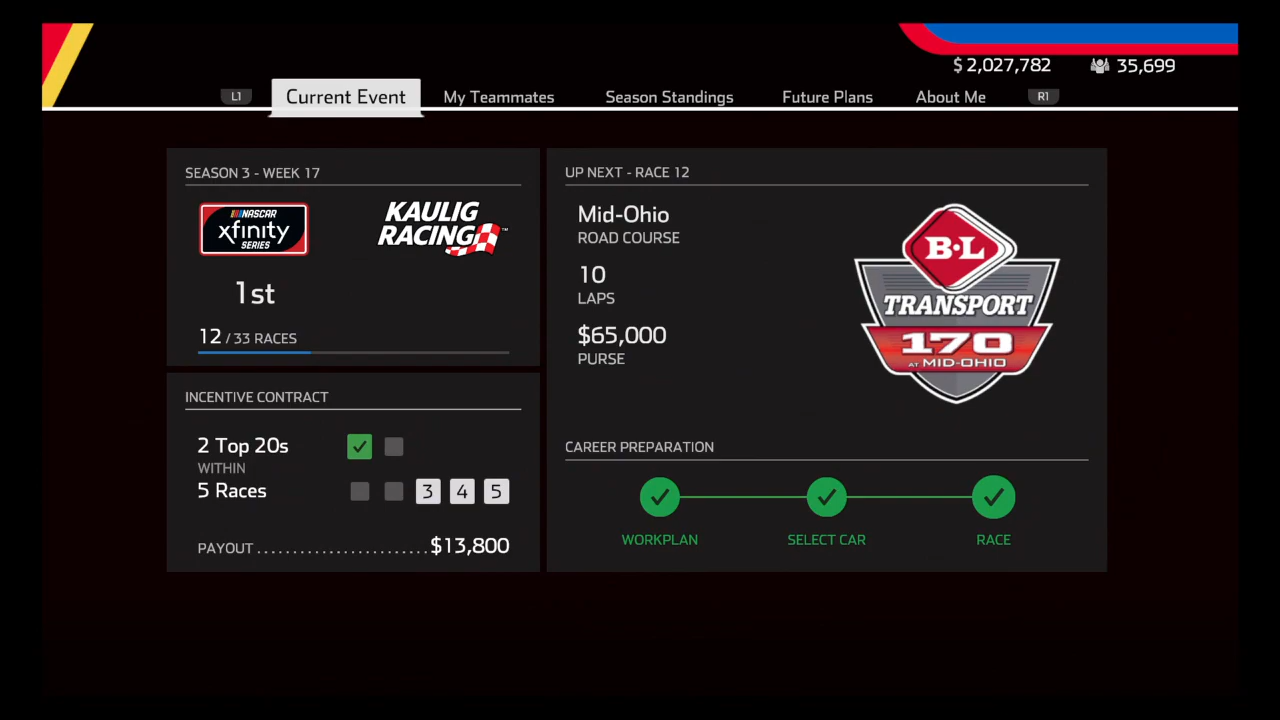 $ 2,027,782 35,699
L1 Current Event My Teammates Season Standings Future Plans About Me R1
SEASON 3 - WEEK 17
NASCAR
xfinity
SERIES
KAULIG
RACING™
1st
12 / 33 RACES
INCENTIVE CONTRACT
2 Top 20s
WITHIN
5 Races 3 4 5
PAYOUT ........................ $13,800
UP NEXT - RACE 12
Mid-Ohio
ROAD COURSE
10
LAPS
$65,000
PURSE
B·L
TRANSPORT
170
AT MID-OHIO
CAREER PREPARATION
WORKPLAN SELECT CAR RACE